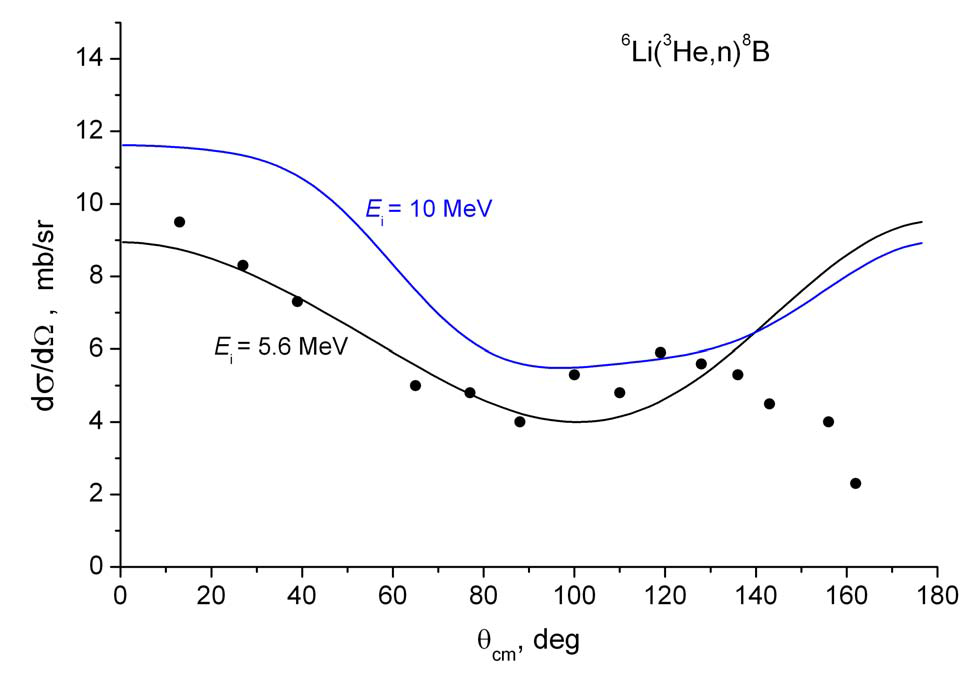 ⁶Li(³He,n)⁸B
14
12
10
8
6
4
2
0
dσ/dΩ , mb/sr
Eᵢ = 10 MeV
Eᵢ = 5.6 MeV
0 20 40 60 80 100 120 140 160 180
θcm, deg